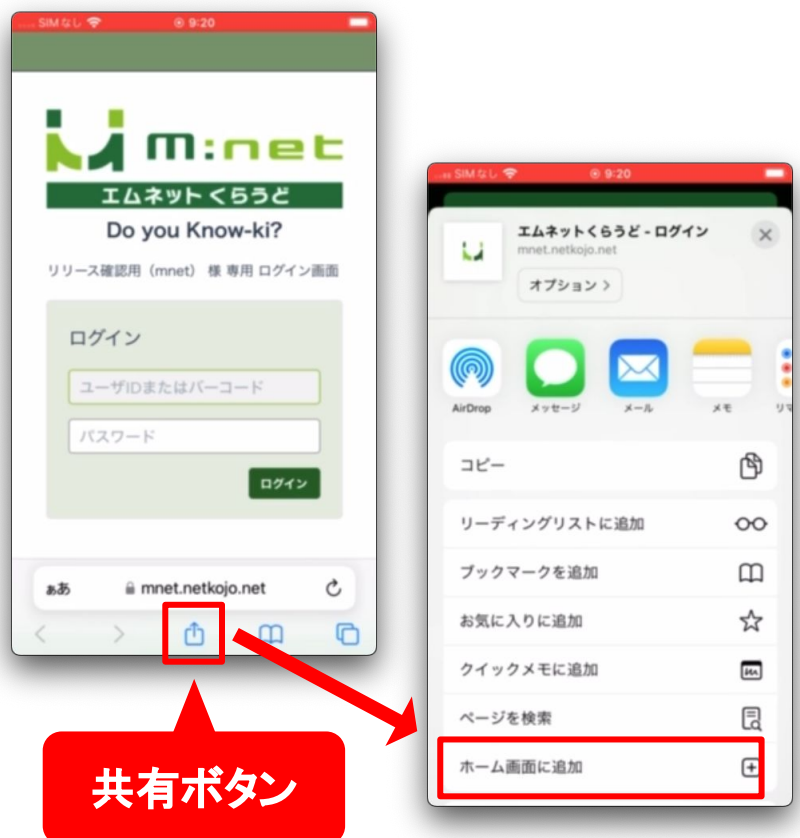 SIMなし 9:20
m:net
エムネットくらうど
Do you Know-ki?
リリース確認用（mnet） 様 専用 ログイン画面
ログイン
ユーザIDまたはバーコード
パスワード
ログイン
ぁあ mnet.netkojo.net
共有ボタン
SIMなし 9:20
エムネットくらうど - ログイン
mnet.netkojo.net
オプション >
AirDrop メッセージ メール メモ リマ
コピー
リーディングリストに追加
ブックマークを追加
お気に入りに追加
クイックメモに追加
ページを検索
ホーム画面に追加